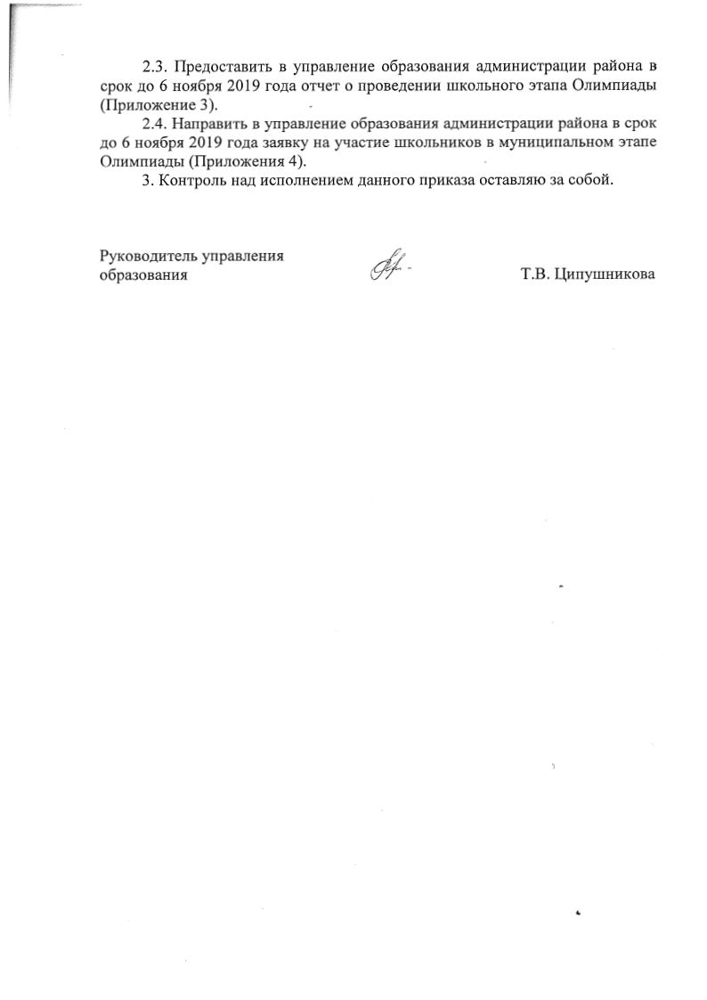 2.3. Предоставить в управление образования администрации района в
срок до 6 ноября 2019 года отчет о проведении школьного этапа Олимпиады
(Приложение 3).
2.4. Направить в управление образования администрации района в срок
до 6 ноября 2019 года заявку на участие школьников в муниципальном этапе
Олимпиады (Приложения 4).
3. Контроль над исполнением данного приказа оставляю за собой.
Руководитель управления
образования
Т.В. Ципушникова